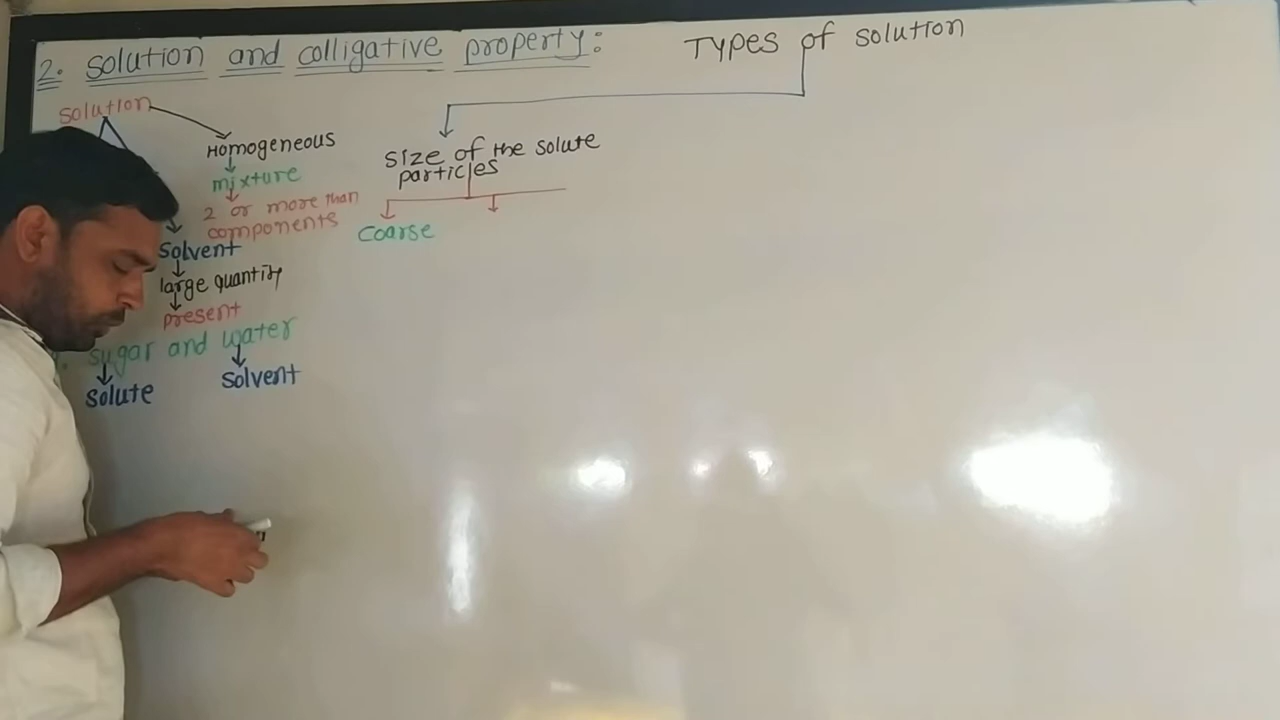 2. solution and colligative property:
Types of solution
solution
Homogeneous
mixture
2 or more than
components
Solvent
large quantity
present
sugar and water
solute
solvent
size of the solute
particles
coarse